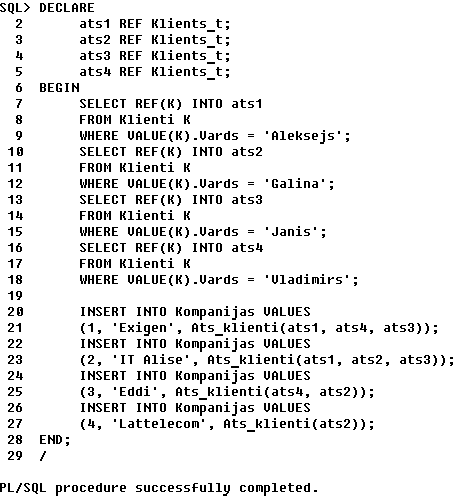 SQL> DECLARE
  2      ats1 REF Klients_t;
  3      ats2 REF Klients_t;
  4      ats3 REF Klients_t;
  5      ats4 REF Klients_t;
  6  BEGIN
  7      SELECT REF(K) INTO ats1
  8      FROM Klienti K
  9      WHERE VALUE(K).Vards = 'Aleksejs';
 10      SELECT REF(K) INTO ats2
 11      FROM Klienti K
 12      WHERE VALUE(K).Vards = 'Galina';
 13      SELECT REF(K) INTO ats3
 14      FROM Klienti K
 15      WHERE VALUE(K).Vards = 'Janis';
 16      SELECT REF(K) INTO ats4
 17      FROM Klienti K
 18      WHERE VALUE(K).Vards = 'Vladimirs';
 19
 20      INSERT INTO Kompanijas VALUES
 21      (1, 'Exigen', Ats_klienti(ats1, ats4, ats3));
 22      INSERT INTO Kompanijas VALUES
 23      (2, 'IT Alise', Ats_klienti(ats1, ats2, ats3));
 24      INSERT INTO Kompanijas VALUES
 25      (3, 'Eddi', Ats_klienti(ats4, ats2));
 26      INSERT INTO Kompanijas VALUES
 27      (4, 'Lattelecom', Ats_klienti(ats2));
 28  END;
 29  /
PL/SQL procedure successfully completed.